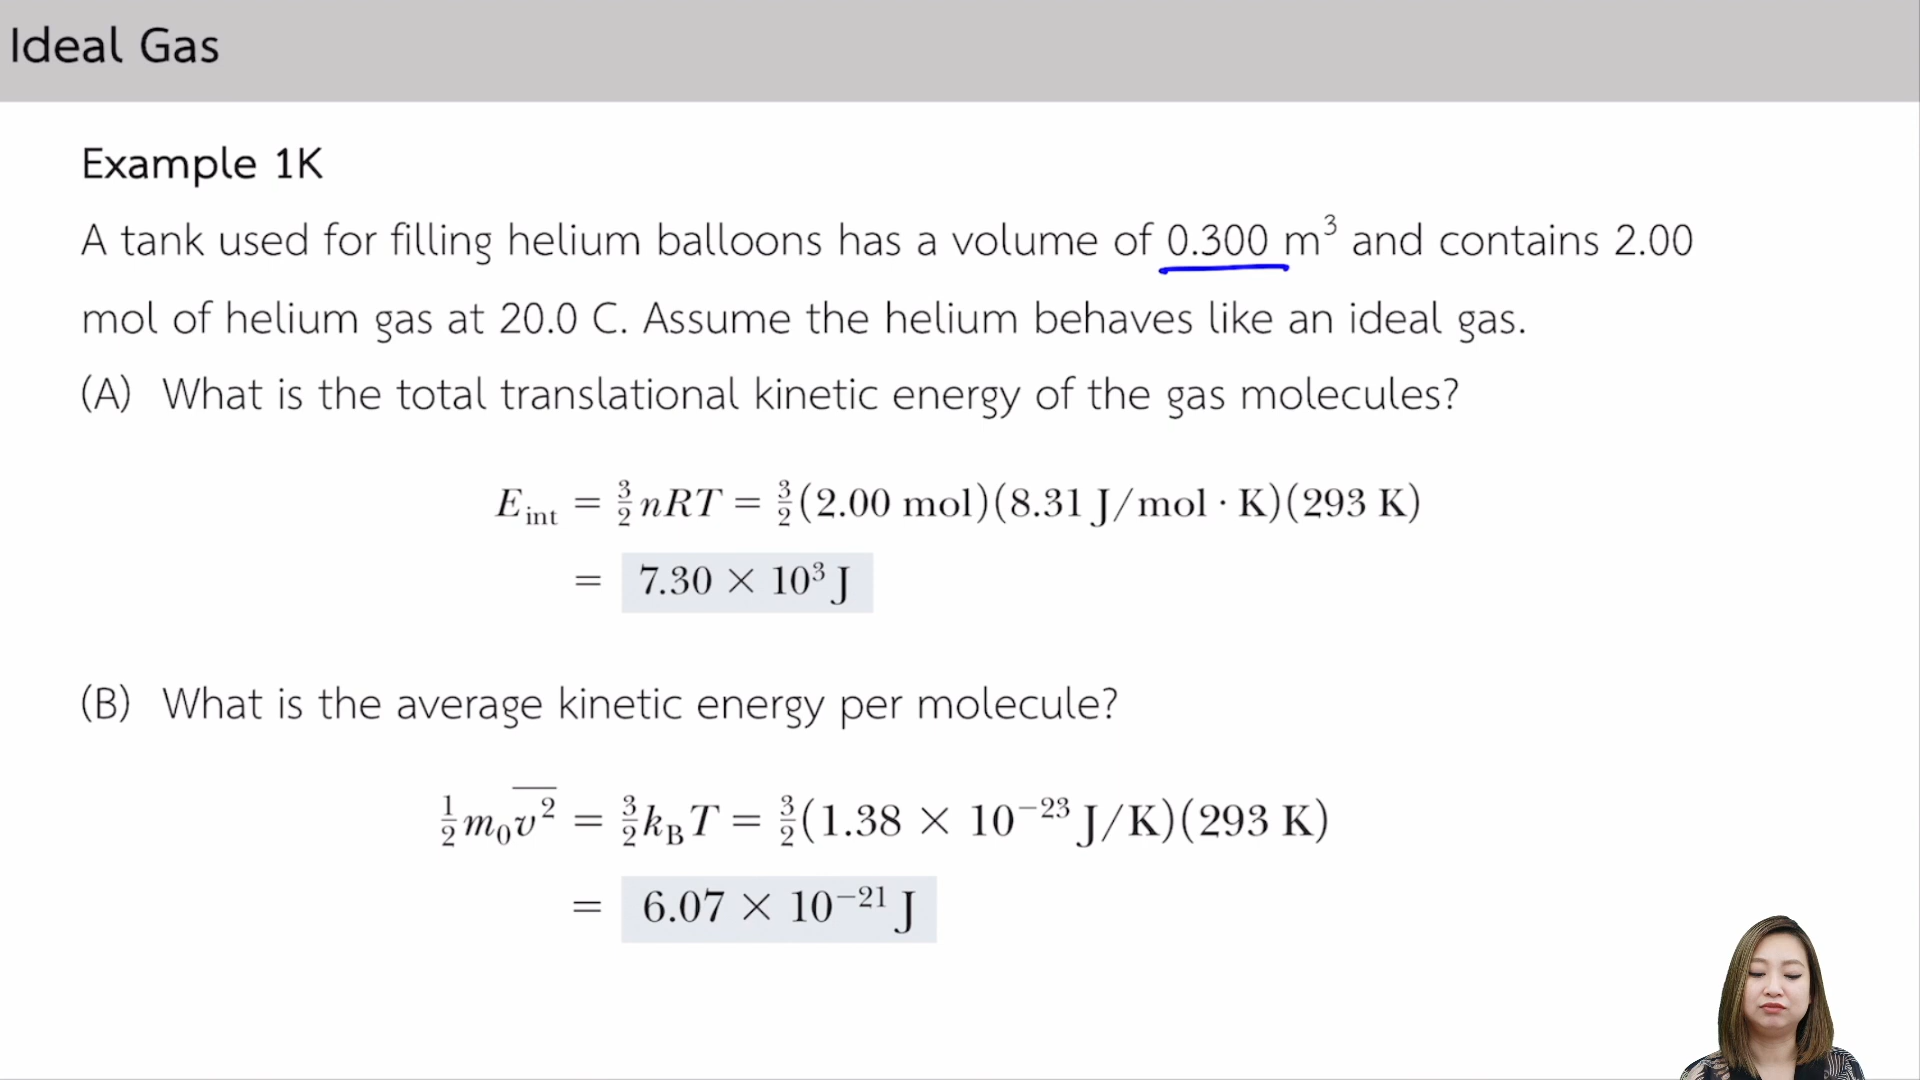 Ideal Gas
Example 1K
A tank used for filling helium balloons has a volume of 0.300 m³ and contains 2.00
mol of helium gas at 20.0 C. Assume the helium behaves like an ideal gas.
(A) What is the total translational kinetic energy of the gas molecules?
E_int = 3/2 nRT = 3/2 (2.00 mol)(8.31 J/mol · K)(293 K)
= 7.30 × 10³ J
(B) What is the average kinetic energy per molecule?
1/2 m₀v̅²̅ = 3/2 k_B T = 3/2 (1.38 × 10⁻²³ J/K)(293 K)
= 6.07 × 10⁻²¹ J